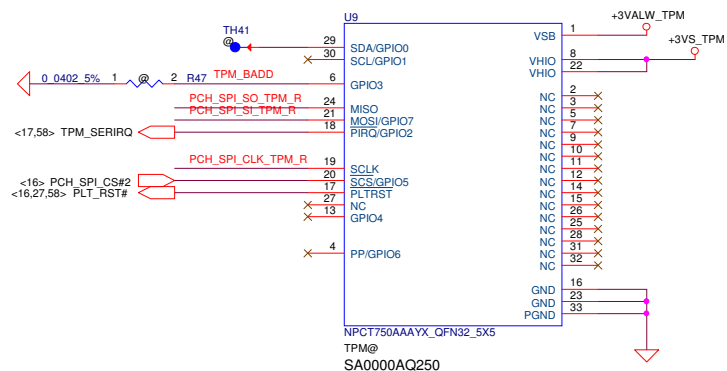 U9
TH41
@
29 SDA/GPIO0
30 SCL/GPIO1
0_0402_5% 1 @ 2 R47 TPM_BADD 6 GPIO3
PCH_SPI_SO_TPM_R 24 MISO
PCH_SPI_SI_TPM_R 21 MOSI/GPIO7
<17,58> TPM_SERIRQ 18 PIRQ/GPIO2
PCH_SPI_CLK_TPM_R 19 SCLK
<16> PCH_SPI_CS#2 20 SCS/GPIO5
<16,27,58> PLT_RST# 17 PLTRST
27 NC
13 GPIO4
4 PP/GPIO6
VSB 1 +3VALW_TPM
VHIO 8 +3VS_TPM
VHIO 22
NC 2
NC 3
NC 5
NC 7
NC 9
NC 10
NC 11
NC 12
NC 14
NC 15
NC 26
NC 25
NC 28
NC 31
NC 32
GND 16
GND 23
PGND 33
NPCT750AAAYX_QFN32_5X5
TPM@
SA0000AQ250